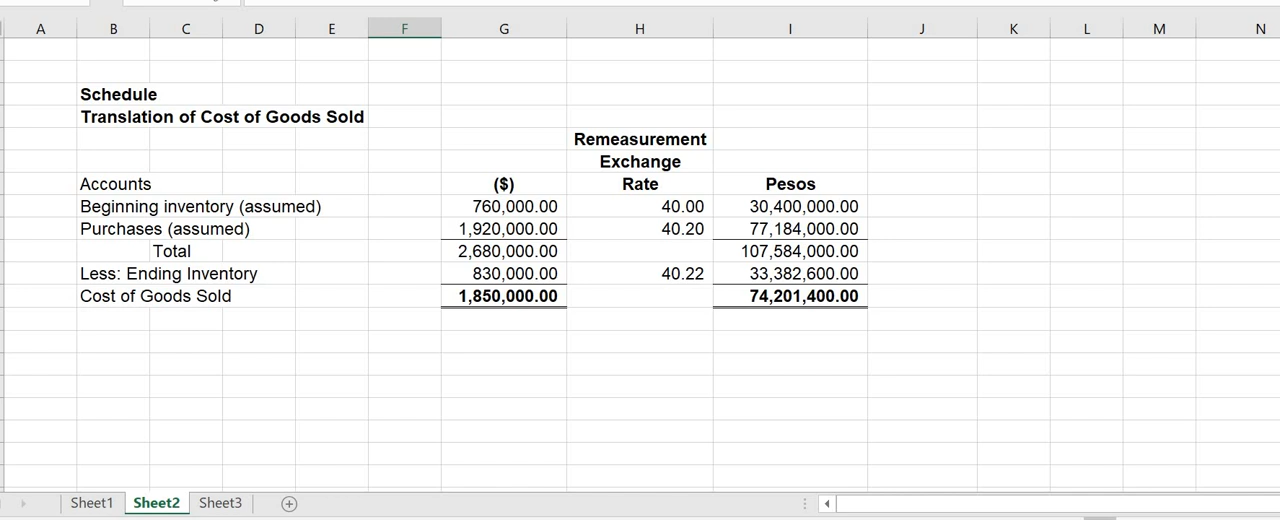 A B C D E F G H I J K L M N
Schedule
Translation of Cost of Goods Sold
Remeasurement
Exchange
Accounts ($) Rate Pesos
Beginning inventory (assumed) 760,000.00 40.00 30,400,000.00
Purchases (assumed) 1,920,000.00 40.20 77,184,000.00
Total 2,680,000.00 107,584,000.00
Less: Ending Inventory 830,000.00 40.22 33,382,600.00
Cost of Goods Sold 1,850,000.00 74,201,400.00
Sheet1 Sheet2 Sheet3